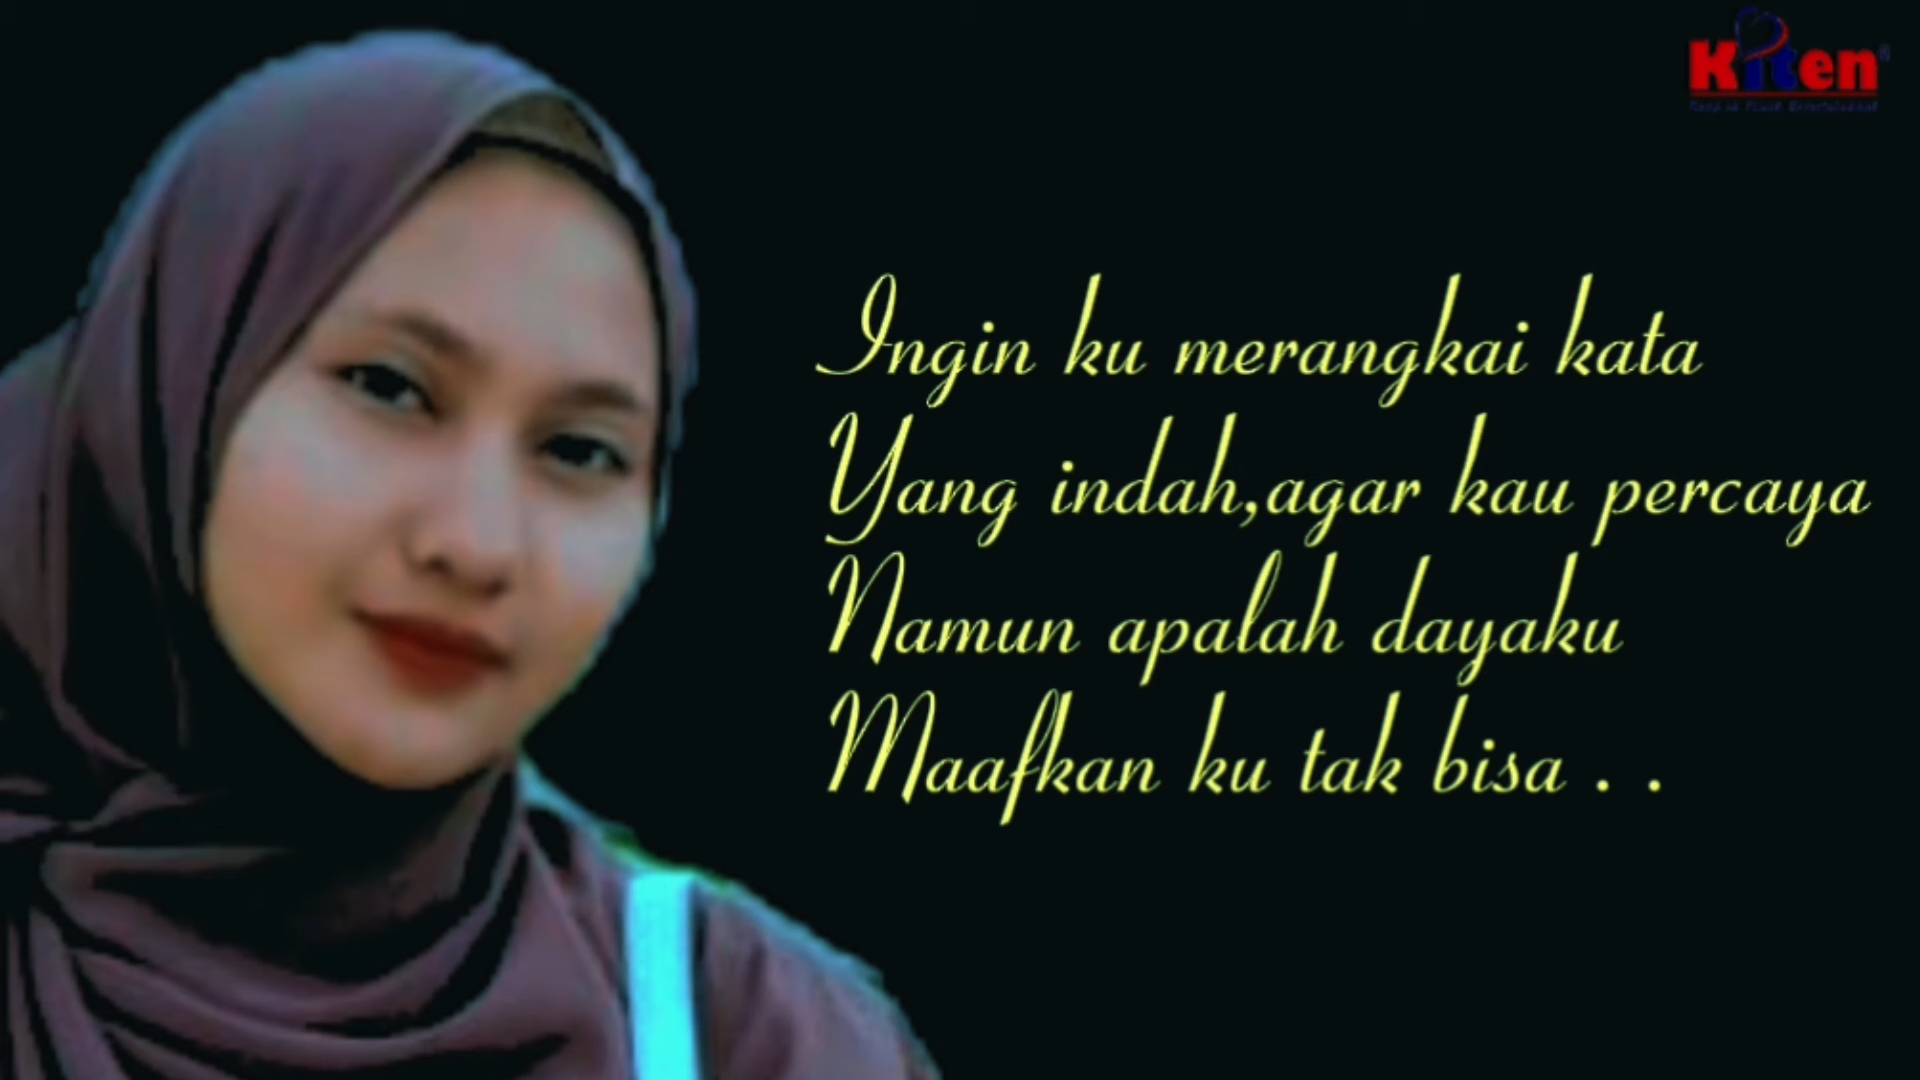 Kiten
Ingin ku merangkai kata
Yang indah,agar kau percaya
Namun apalah dayaku
Maafkan ku tak bisa . .